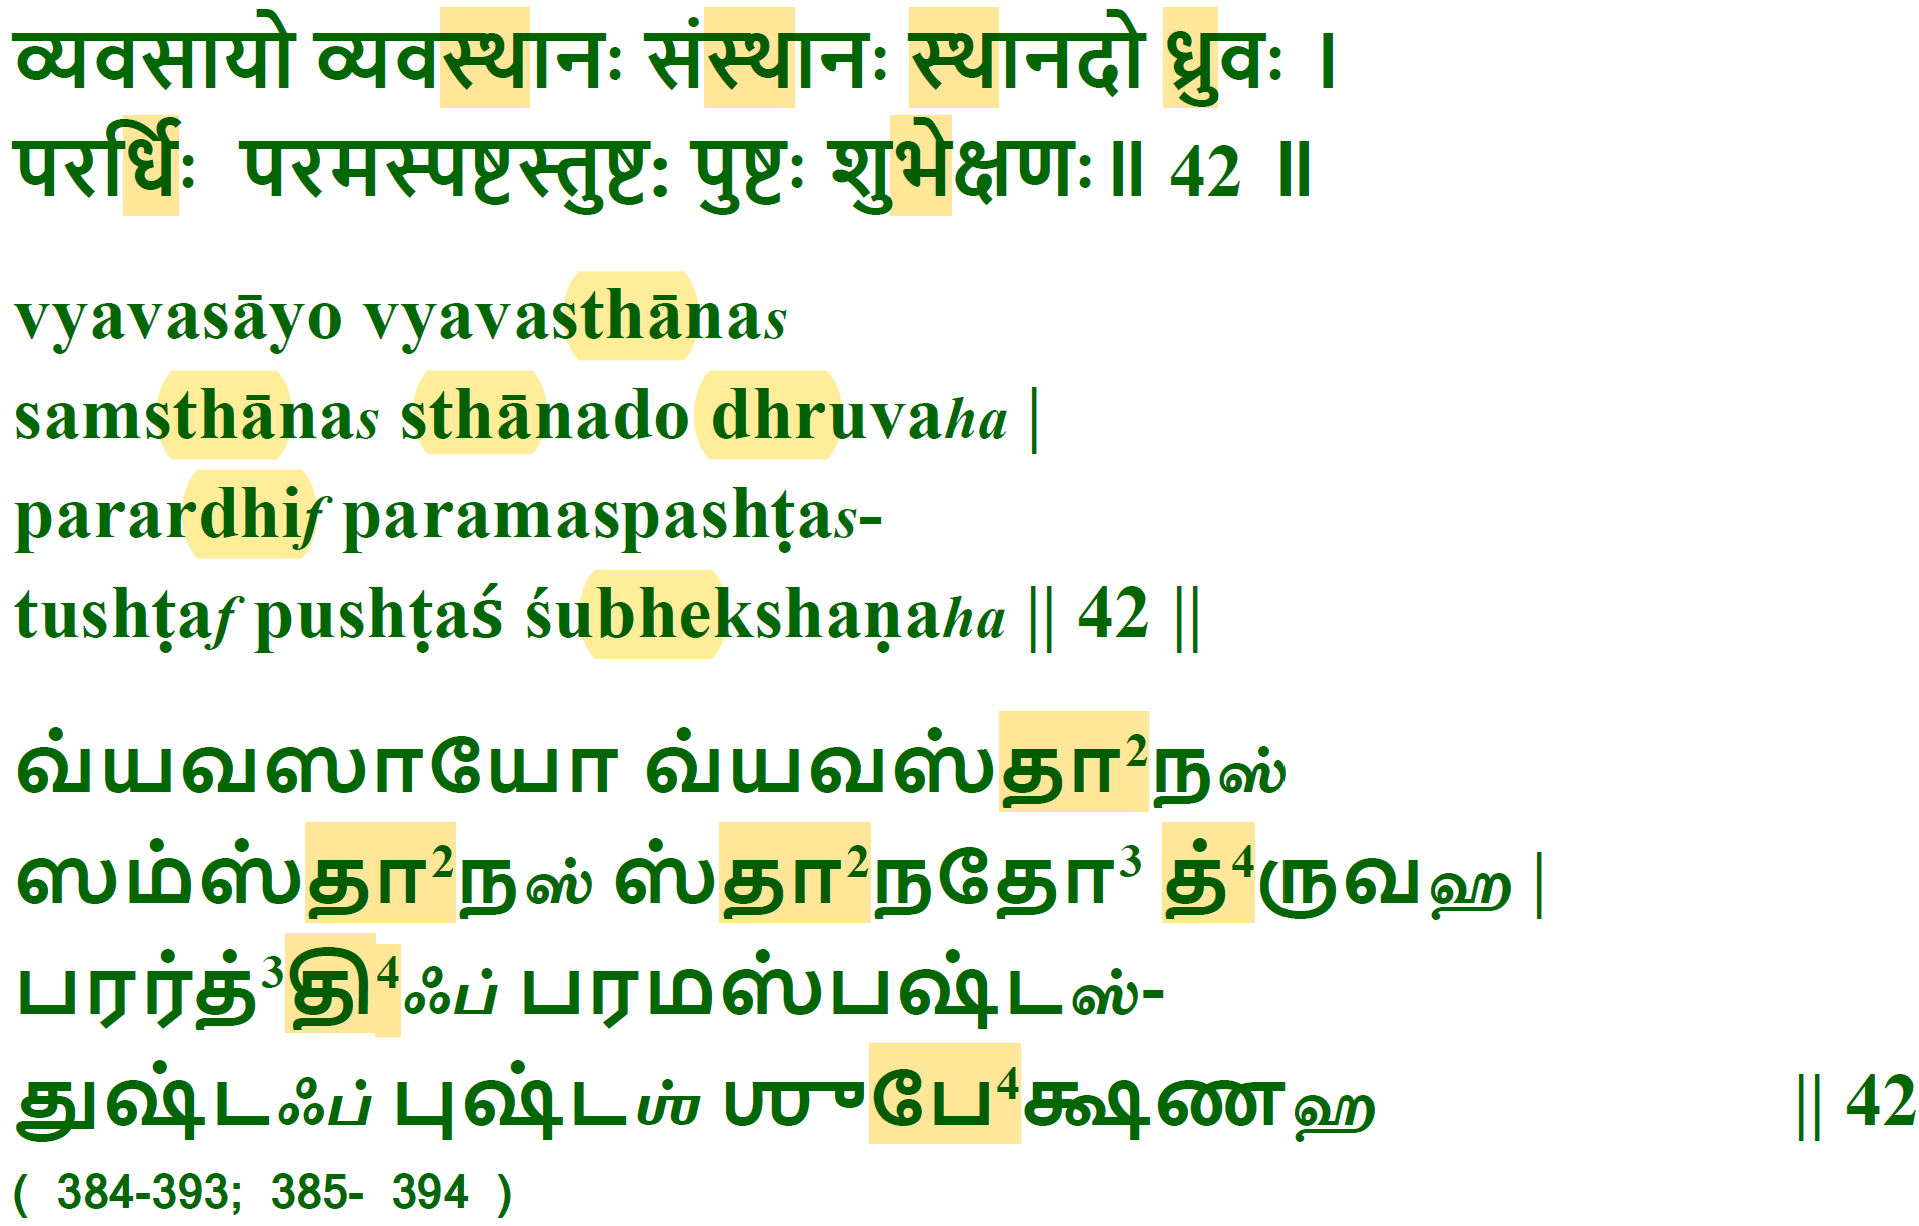 व्यवसायो व्यवस्थानः संस्थानः स्थानदो ध्रुवः ।
परर्धिः परमस्पष्टस्तुष्ट: पुष्टः शुभेक्षणः॥ 42 ॥
vyavasāyo vyavasthānas
samsthānas sthānado dhruvaha |
parardhif paramaspashṭas-
tushṭaf pushṭaś śubhekshaṇaha || 42 ||
வ்யவஸாயோ வ்யவஸ்தா²நஸ்
ஸம்ஸ்தா²நஸ் ஸ்தா²நதோ³ த்⁴ருவஹ |
பரர்த்³தி⁴ஃப் பரமஸ்பஷ்டஸ்-
துஷ்டஃப் புஷ்டஶ் ஶுபே⁴க்ஷணஹ || 42
( 384-393; 385- 394 )